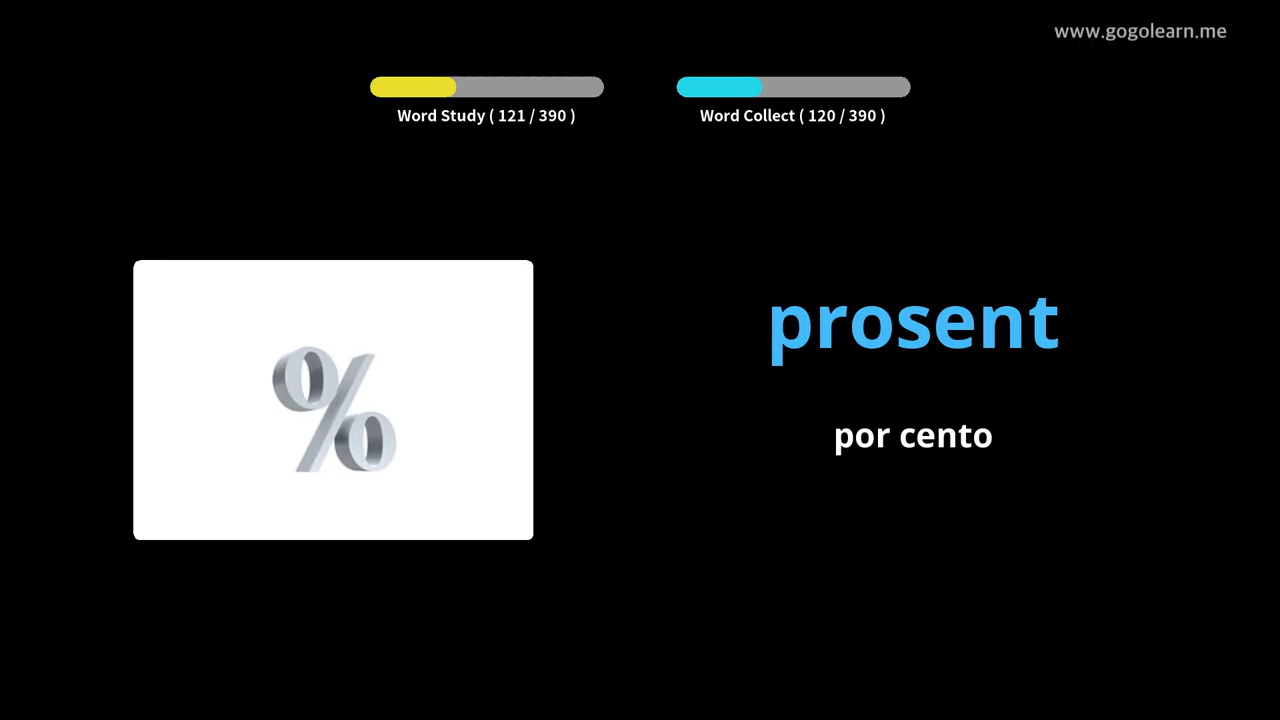 www.gogolearn.me
Word Study ( 121 / 390 )
Word Collect ( 120 / 390 )
%
prosent
por cento